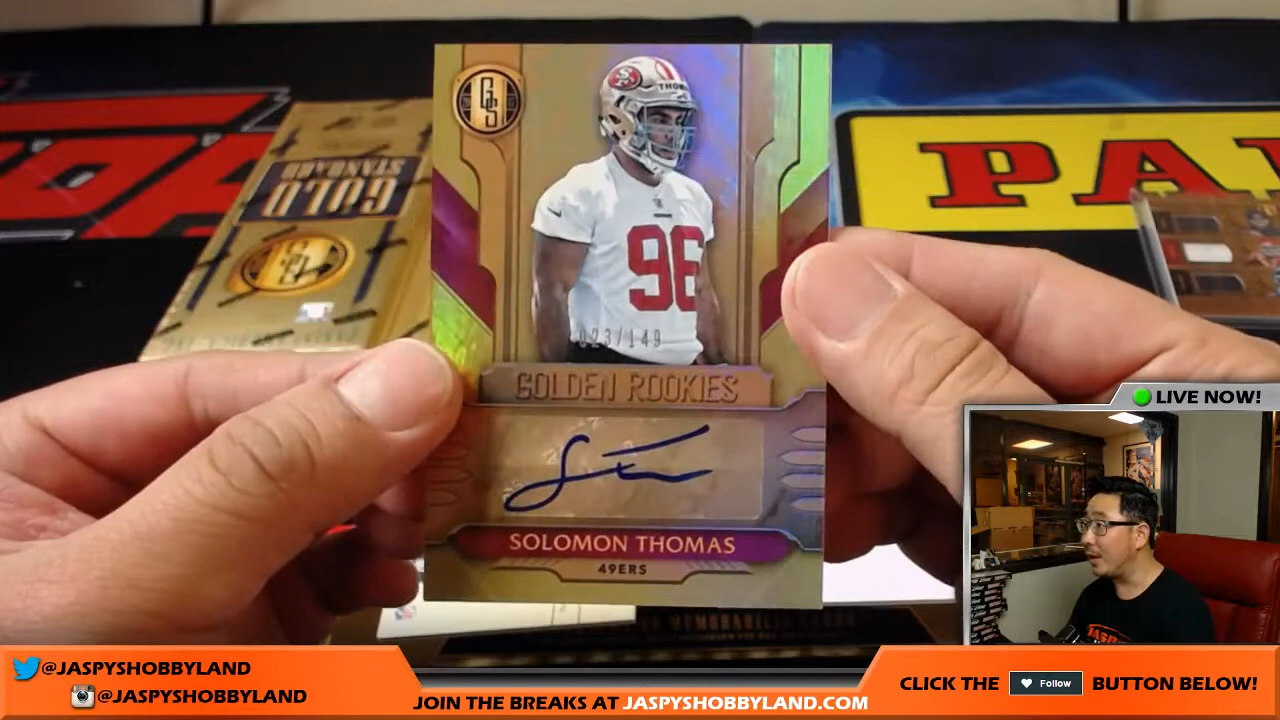 GS
THOMAS
96
023/149
GOLDEN ROOKIES
SOLOMON THOMAS
49ERS
GOLD
STANDARD
PA
LIVE NOW!
@JASPYSHOBBYLAND
@JASPYSHOBBYLAND
JOIN THE BREAKS AT JASPYSHOBBYLAND.COM
CLICK THE Follow BUTTON BELOW!